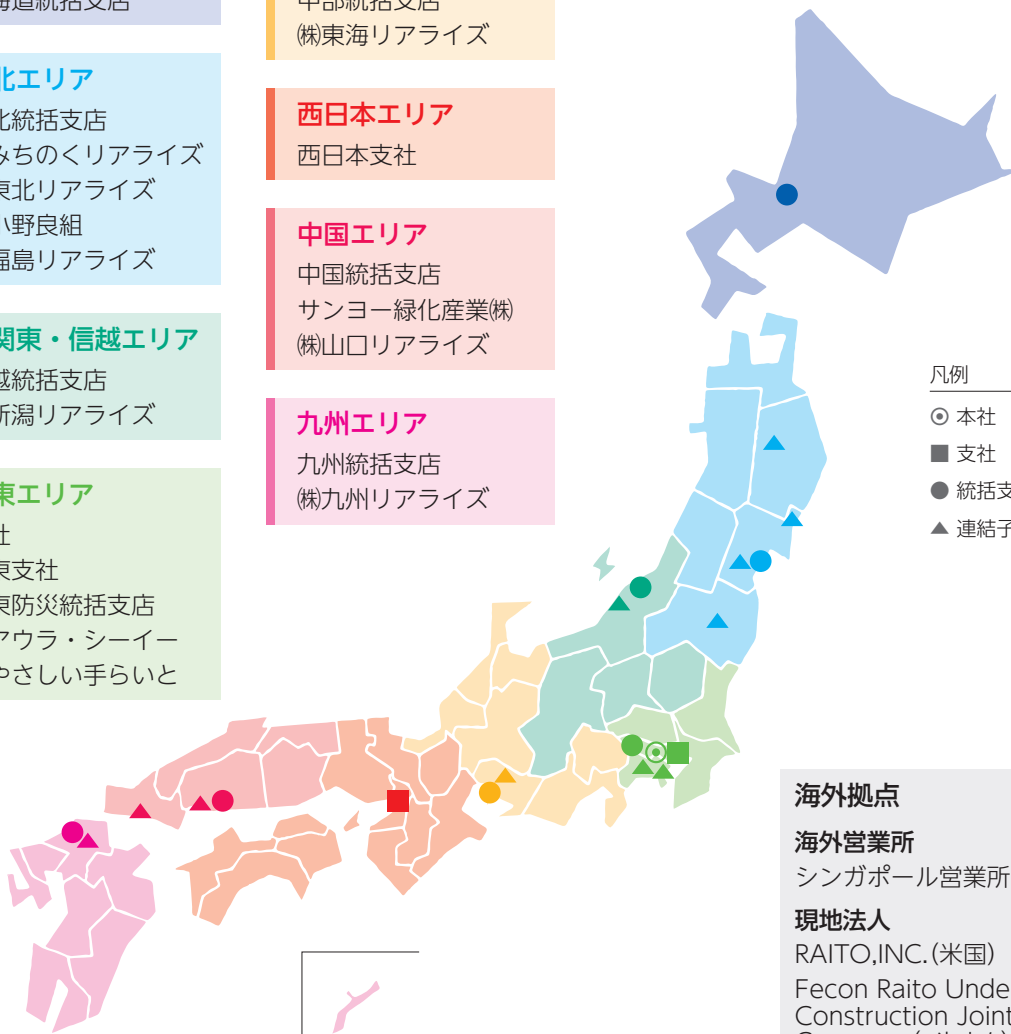 海道統括支店
北エリア
北統括支店
みちのくリアライズ
東北リアライズ
小野良組
福島リアライズ
関東・信越エリア
越統括支店
新潟リアライズ
東エリア
社
東支社
東防災統括支店
アウラ・シーイー
やさしい手らいと
中部統括支店
㈱東海リアライズ
西日本エリア
西日本支社
中国エリア
中国統括支店
サンヨー緑化産業㈱
㈱山口リアライズ
九州エリア
九州統括支店
㈱九州リアライズ
凡例
本社
支社
統括支
連結子
海外拠点
海外営業所
シンガポール営業所
現地法人
RAITO,INC.(米国)
Fecon Raito Unde
Construction Joint